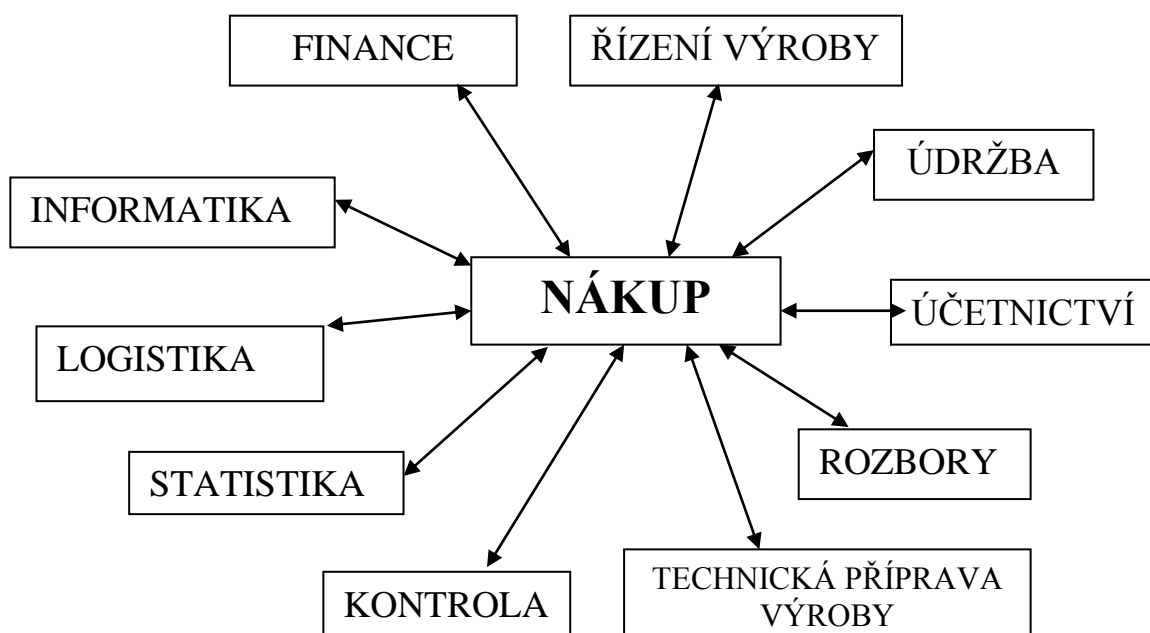 FINANCE
ŘÍZENÍ VÝROBY
ÚDRŽBA
INFORMATIKA
NÁKUP
ÚČETNICTVÍ
LOGISTIKA
ROZBORY
STATISTIKA
KONTROLA
TECHNICKÁ PŘÍPRAVA
VÝROBY